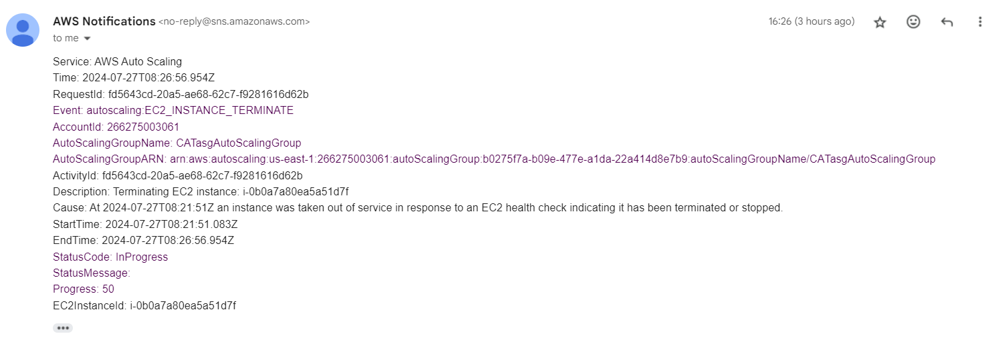 AWS Notifications <no-reply@sns.amazonaws.com> 16:26 (3 hours ago)
to me
Service: AWS Auto Scaling
Time: 2024-07-27T08:26:56.954Z
RequestId: fd5643cd-20a5-ae68-62c7-f9281616d62b
Event: autoscaling:EC2_INSTANCE_TERMINATE
AccountId: 266275003061
AutoScalingGroupName: CATasgAutoScalingGroup
AutoScalingGroupARN: arn:aws:autoscaling:us-east-1:266275003061:autoScalingGroup:b0275f7a-b09e-477e-a1da-22a414d8e7b9:autoScalingGroupName/CATasgAutoScalingGroup
ActivityId: fd5643cd-20a5-ae68-62c7-f9281616d62b
Description: Terminating EC2 instance: i-0b0a7a80ea5a51d7f
Cause: At 2024-07-27T08:21:51Z an instance was taken out of service in response to an EC2 health check indicating it has been terminated or stopped.
StartTime: 2024-07-27T08:21:51.083Z
EndTime: 2024-07-27T08:26:56.954Z
StatusCode: InProgress
StatusMessage:
Progress: 50
EC2InstanceId: i-0b0a7a80ea5a51d7f